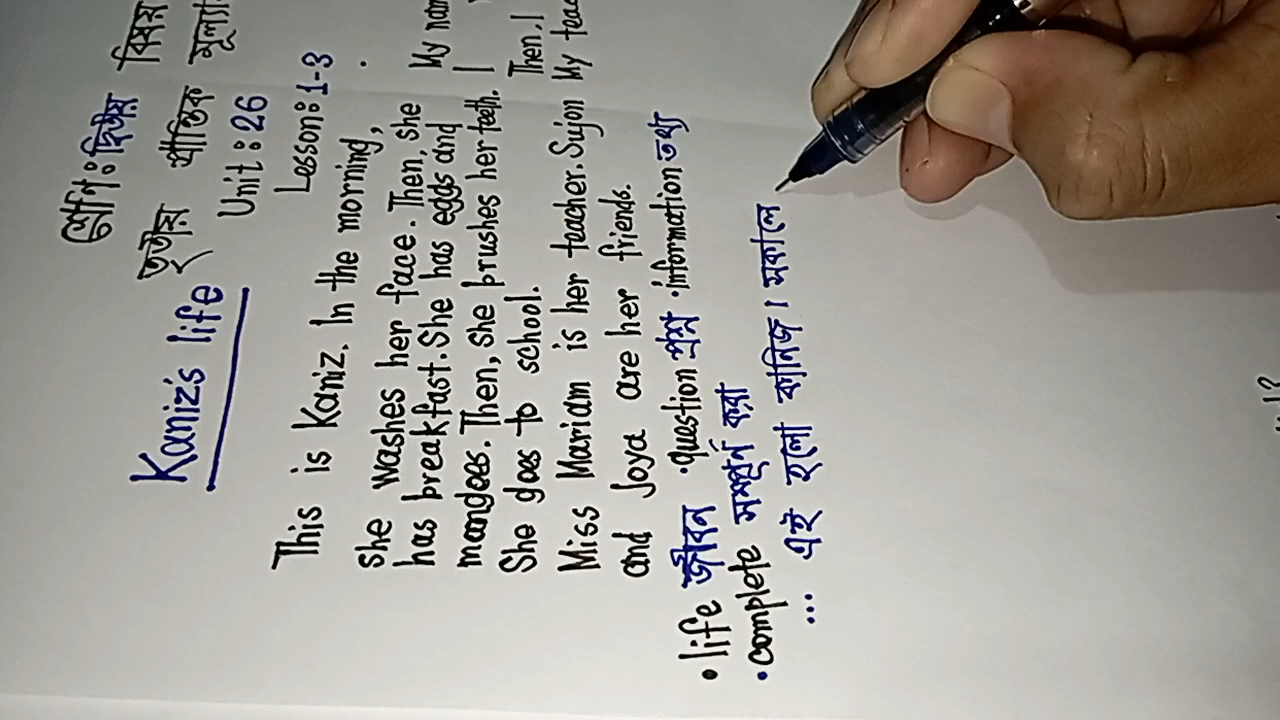 শ্রেণি: দ্বিতীয় বিষয়
তৃতীয় প্রান্তিক মূল্যা
Unit: 26
Lesson: 1-3
Kaniz's life
This is Kaniz. In the morning,
she washes her face. Then, she
has breakfast. She has eggs and
mangoes. Then, she brushes her teeth.
She goes to school.
Miss Mariam is her teacher. Sujon
and Joya are her friends.
• life জীবন • question প্রশ্ন • information তথ্য
• complete সম্পূর্ন করা
... এই হলো কানিজ। সকালে
My nam
I
Then, I
My teac